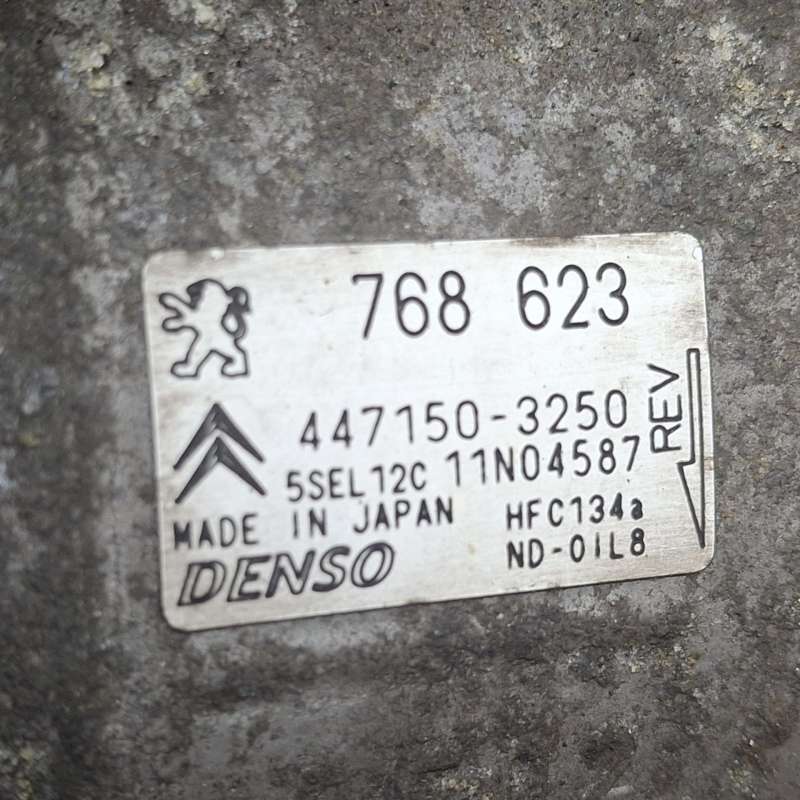 768 623
447150-3250
5SEL12C 11N04587
REV
MADE IN JAPAN HFC134a
DENSO ND-OIL8